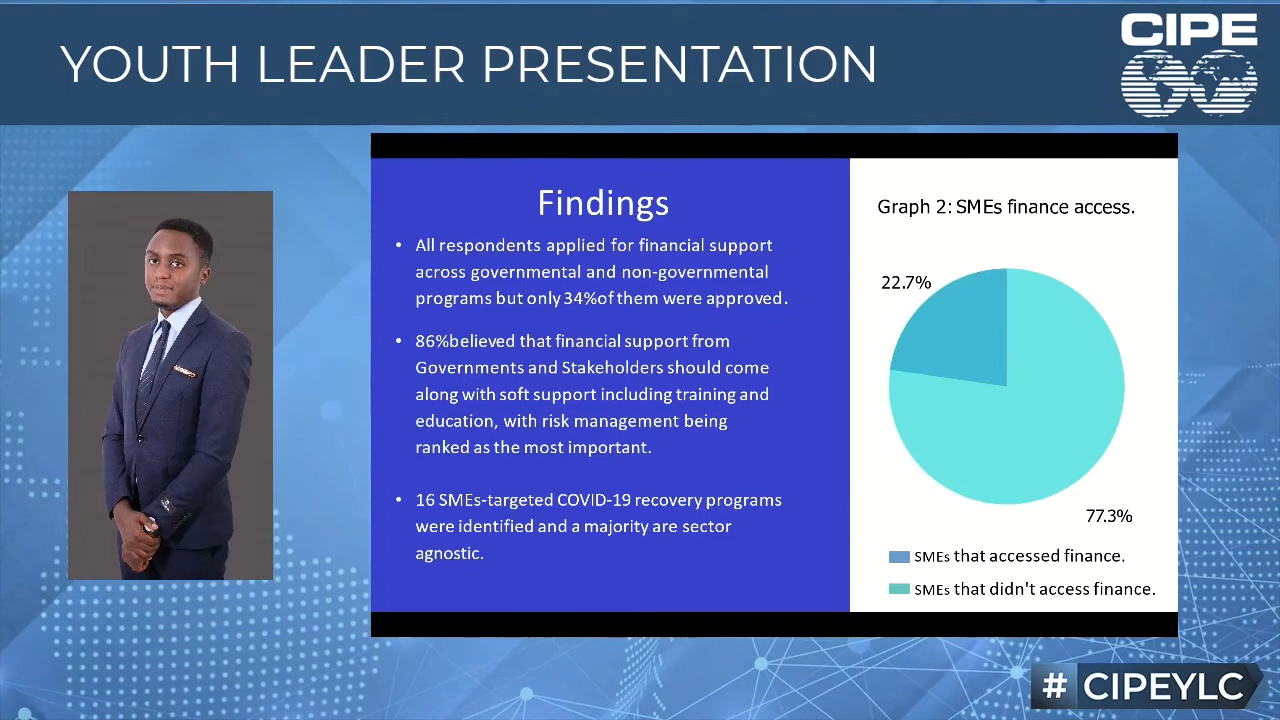 YOUTH LEADER PRESENTATION
CIPE
Findings
• All respondents applied for financial support
across governmental and non-governmental
programs but only 34%of them were approved.
• 86%believed that financial support from
Governments and Stakeholders should come
along with soft support including training and
education, with risk management being
ranked as the most important.
• 16 SMEs-targeted COVID-19 recovery programs
were identified and a majority are sector
agnostic.
Graph 2: SMEs finance access.
22.7%
77.3%
SMEs that accessed finance.
SMEs that didn't access finance.
# CIPEYLC